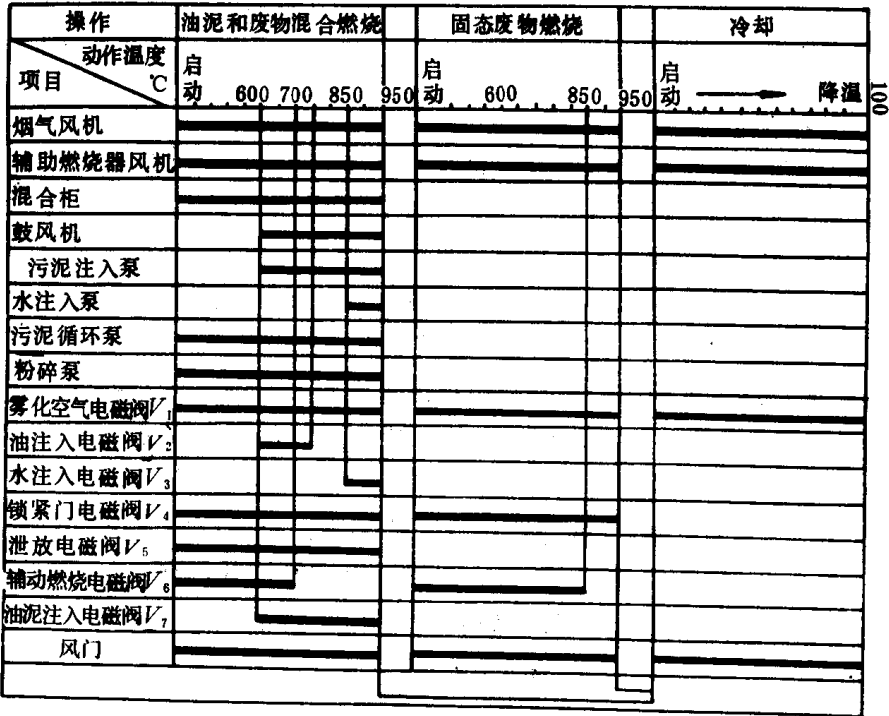 操作 油泥和废物混合燃烧 固态废物燃烧 冷却
动作温度
℃
项目
启动 600 700 850 950 启动 600 850 950 启动 降温 100
烟气风机
辅助燃烧器风机
混合柜
鼓风机
污泥注入泵
水注入泵
污泥循环泵
粉碎泵
雾化空气电磁阀V₁
油注入电磁阀V₂
水注入电磁阀V₃
锁紧门电磁阀V₄
泄放电磁阀V₅
辅动燃烧电磁阀V₆
油泥注入电磁阀V₇
风门